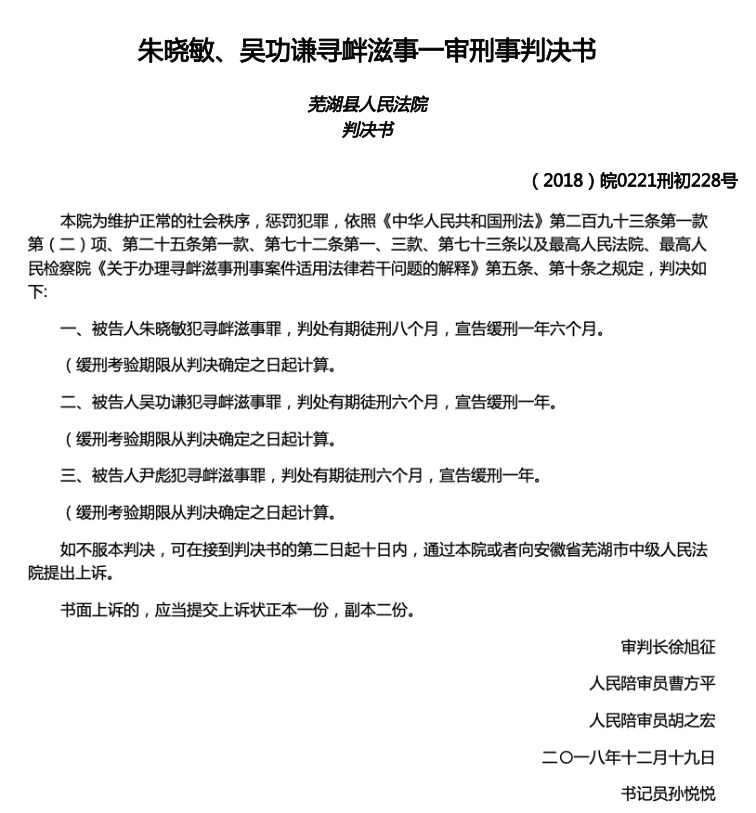 朱晓敏、吴功谦寻衅滋事一审刑事判决书
芜湖县人民法院
判决书
（2018）皖0221刑初228号
本院为维护正常的社会秩序，惩罚犯罪，依照《中华人民共和国刑法》第二百九十三条第一款
第（二）项、第二十五条第一款、第七十二条第一、三款、第七十三条以及最高人民法院、最高人
民检察院《关于办理寻衅滋事刑事案件适用法律若干问题的解释》第五条、第十条之规定，判决如
下:
一、被告人朱晓敏犯寻衅滋事罪，判处有期徒刑八个月，宣告缓刑一年六个月。
（缓刑考验期限从判决确定之日起计算。
二、被告人吴功谦犯寻衅滋事罪，判处有期徒刑六个月，宣告缓刑一年。
（缓刑考验期限从判决确定之日起计算。
三、被告人尹彪犯寻衅滋事罪，判处有期徒刑六个月，宣告缓刑一年。
（缓刑考验期限从判决确定之日起计算。
如不服本判决，可在接到判决书的第二日起十日内，通过本院或者向安徽省芜湖市中级人民法
院提出上诉。
书面上诉的，应当提交上诉状正本一份，副本二份。
审判长徐旭征
人民陪审员曹方平
人民陪审员胡之宏
二〇一八年十二月十九日
书记员孙悦悦